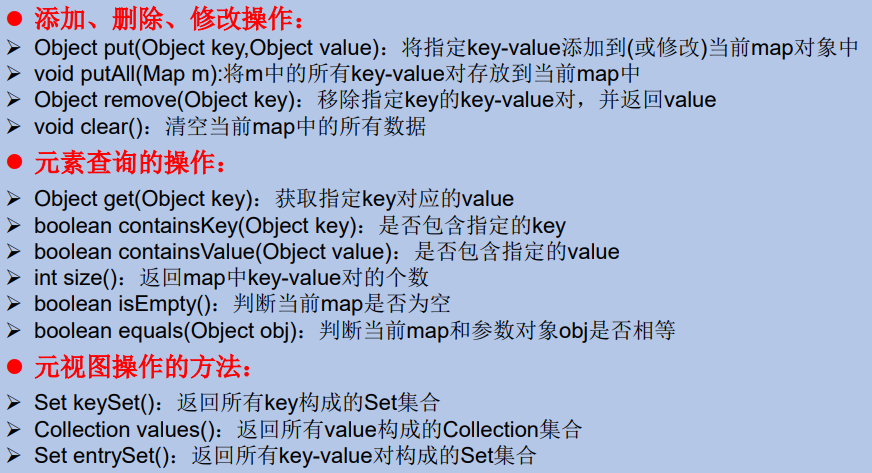 ● 添加、删除、修改操作：
➢ Object put(Object key,Object value)：将指定key-value添加到(或修改)当前map对象中
➢ void putAll(Map m):将m中的所有key-value对存放到当前map中
➢ Object remove(Object key)：移除指定key的key-value对，并返回value
➢ void clear()：清空当前map中的所有数据
● 元素查询的操作：
➢ Object get(Object key)：获取指定key对应的value
➢ boolean containsKey(Object key)：是否包含指定的key
➢ boolean containsValue(Object value)：是否包含指定的value
➢ int size()：返回map中key-value对的个数
➢ boolean isEmpty()：判断当前map是否为空
➢ boolean equals(Object obj)：判断当前map和参数对象obj是否相等
● 元视图操作的方法：
➢ Set keySet()：返回所有key构成的Set集合
➢ Collection values()：返回所有value构成的Collection集合
➢ Set entrySet()：返回所有key-value对构成的Set集合